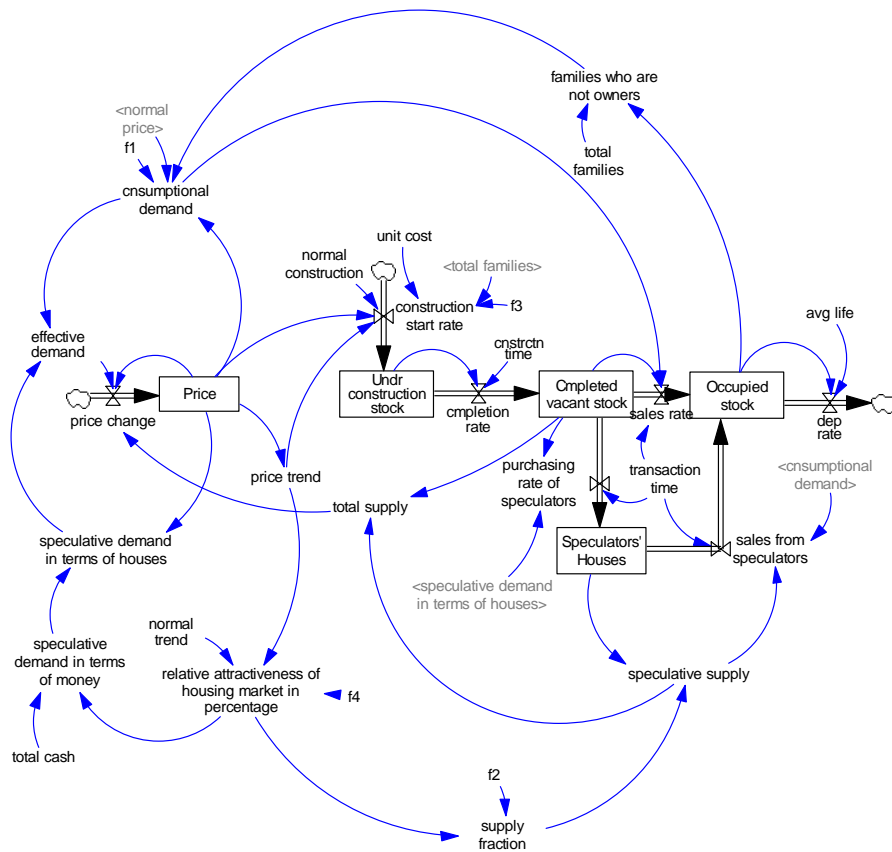 families who are
not owners
<normal
price>
f1
total
families
cnsumptional
demand
unit cost
normal
construction
<total families>
construction
start rate
f3
avg life
effective
demand
cnstrctn
time
Price
Undr
construction
stock
Cmpleted
vacant stock
Occupied
stock
price change
cmpletion
rate
sales rate
dep
rate
price trend
purchasing
rate of
speculators
transaction
time
<cnsumptional
demand>
total supply
speculative demand
in terms of houses
Speculators'
Houses
sales from
speculators
<speculative demand
in terms of houses>
normal
trend
speculative
demand in terms
of money
relative attractiveness of
housing market in
percentage
f4
speculative supply
total cash
f2
supply
fraction